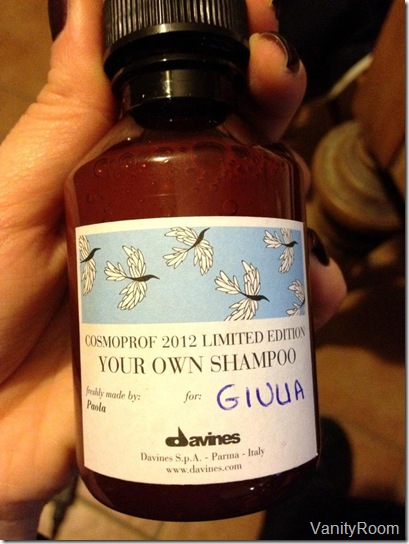 COSMOPROF 2012 LIMITED EDITION
YOUR OWN SHAMPOO
freshly made by: for: GIULIA
Paola
davines
Davines S.p.A. - Parma - Italy
www.davines.com
VanityRoom